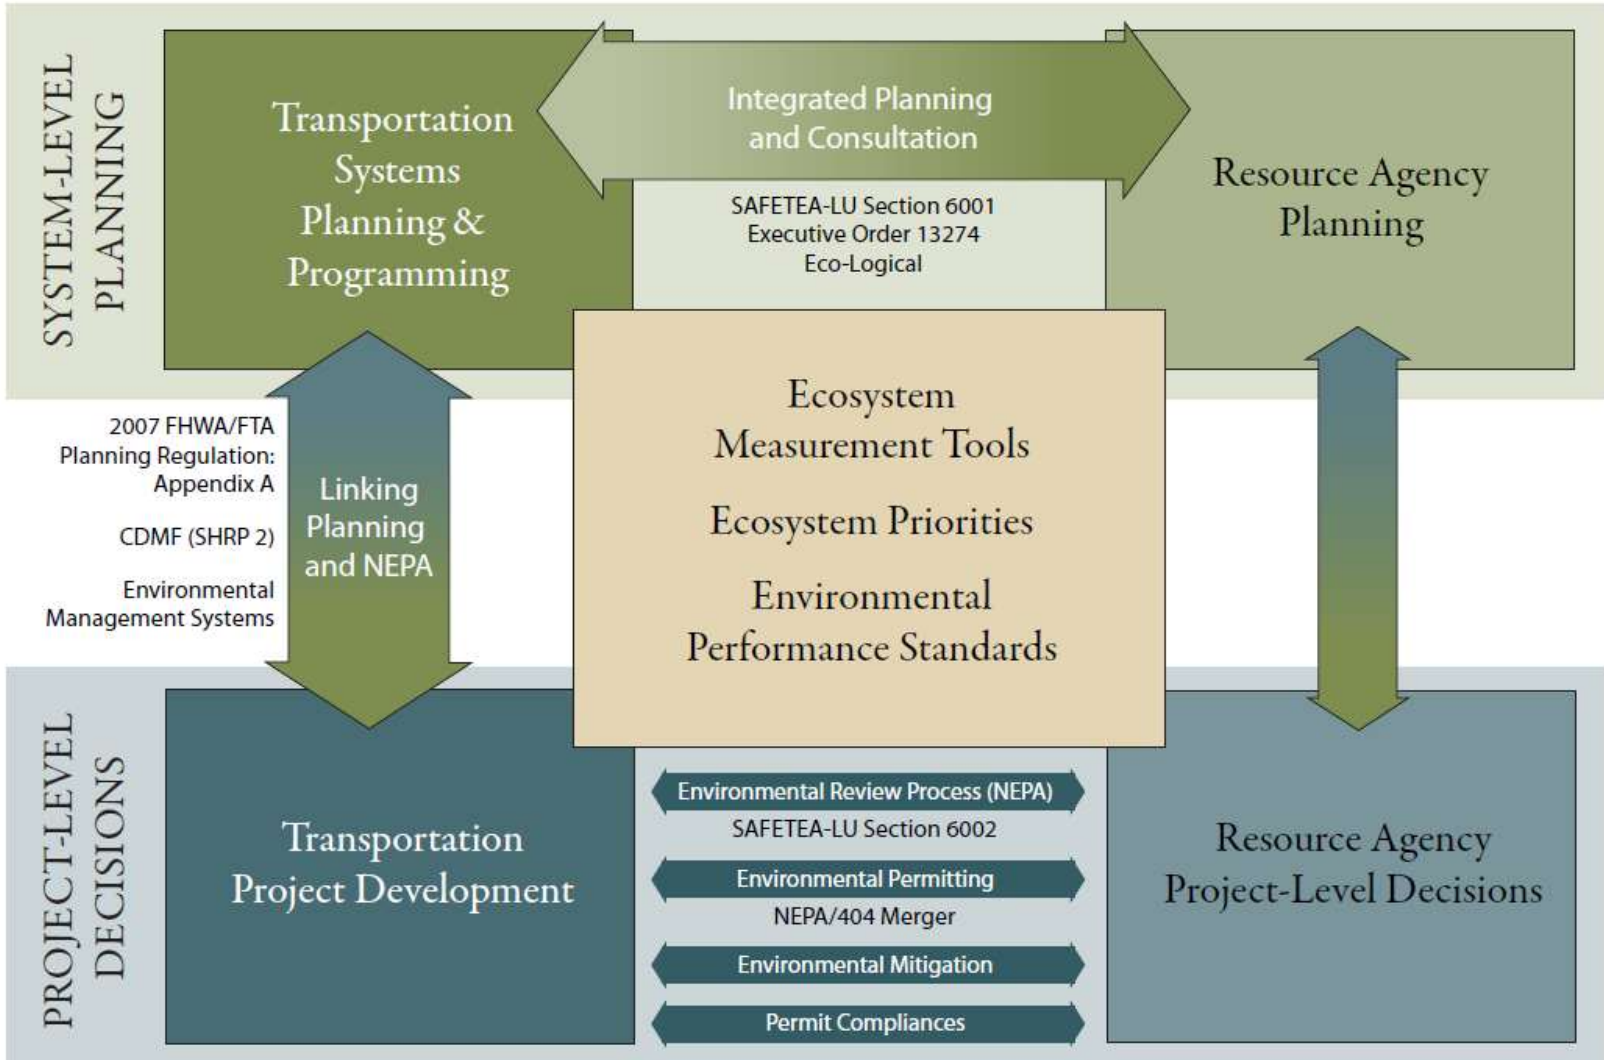 SYSTEM-LEVEL
PLANNING
Transportation
Systems
Planning &
Programming
Integrated Planning
and Consultation
SAFETEA-LU Section 6001
Executive Order 13274
Eco-Logical
Resource Agency
Planning
2007 FHWA/FTA
Planning Regulation:
Appendix A
CDMF (SHRP 2)
Environmental
Management Systems
Linking
Planning
and NEPA
Ecosystem
Measurement Tools
Ecosystem Priorities
Environmental
Performance Standards
PROJECT-LEVEL
DECISIONS
Transportation
Project Development
Environmental Review Process (NEPA)
SAFETEA-LU Section 6002
Environmental Permitting
NEPA/404 Merger
Environmental Mitigation
Permit Compliances
Resource Agency
Project-Level Decisions